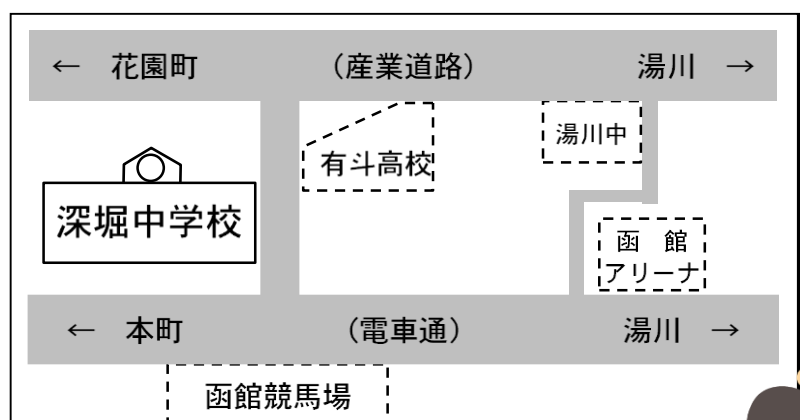 ← 花園町 （産業道路） 湯川 →
湯川中
有斗高校
深堀中学校
函 館
アリーナ
← 本町 （電車通） 湯川 →
函館競馬場